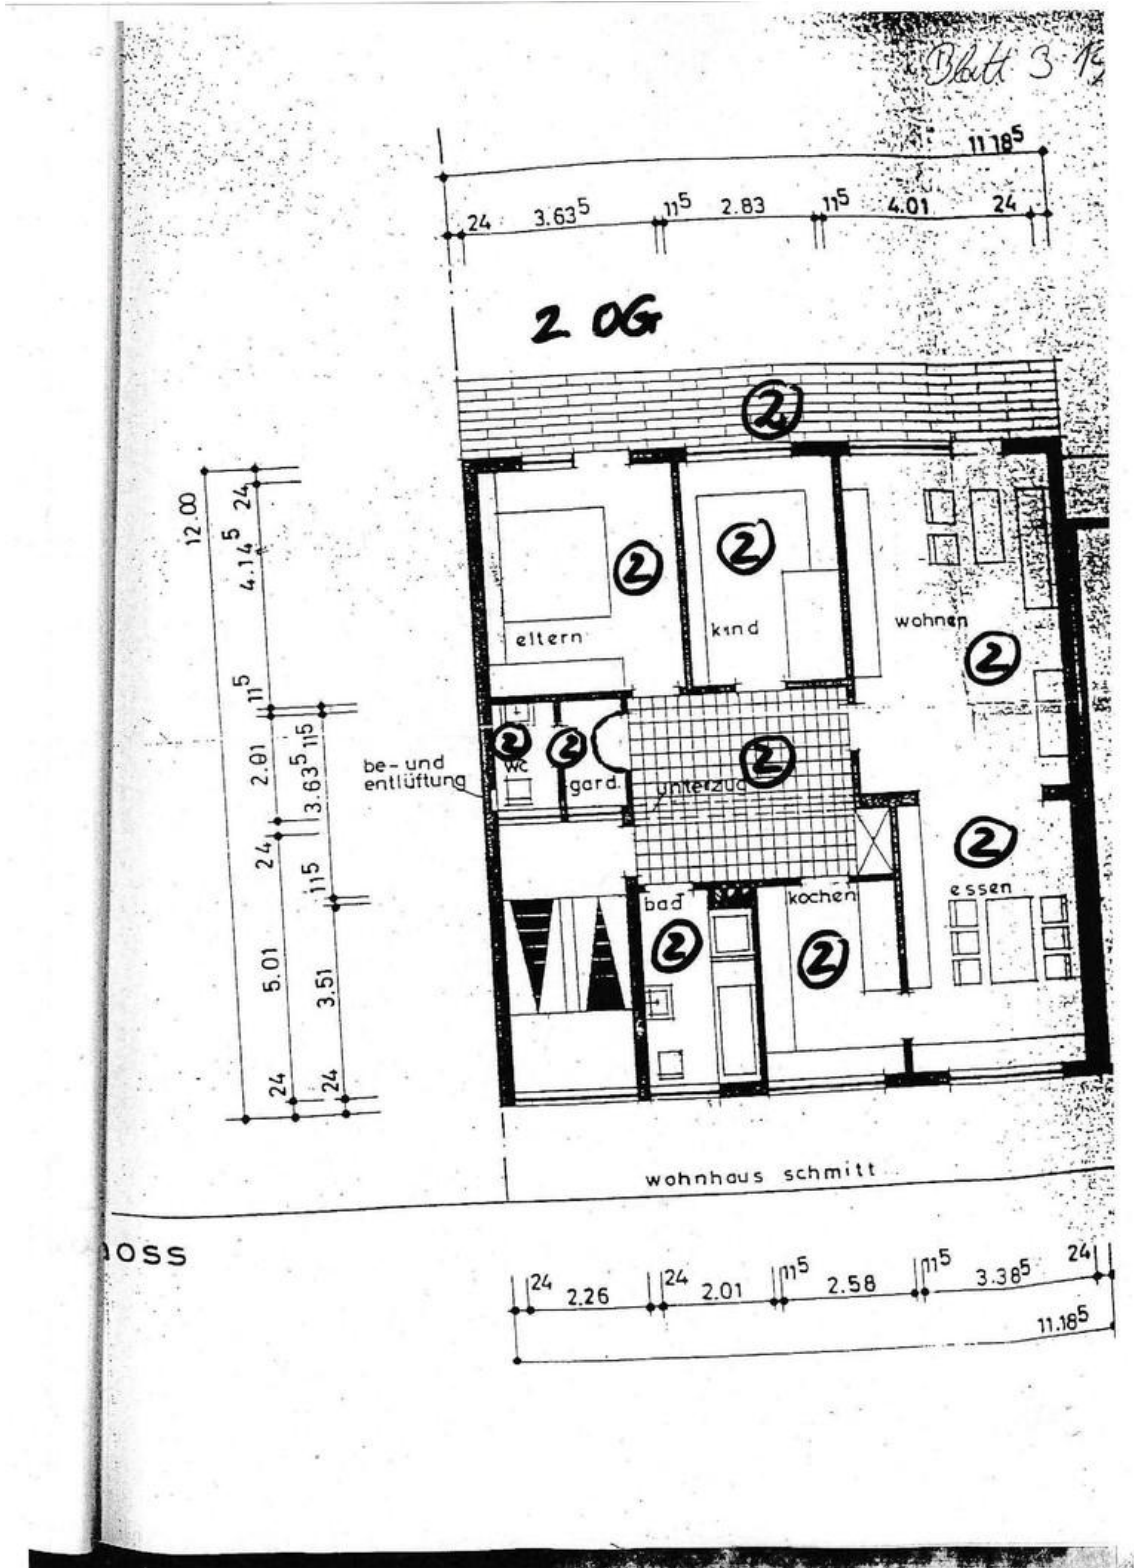 Blatt 3
11.18⁵
24 3.63⁵ 11⁵ 2.83 11⁵ 4.01 24
2 OG
2
12.00
24
4.14⁵
11⁵
2.01
24
5.01
24
11⁵
3.63⁵
11⁵
3.51
24
be- und
entlüftung
2
eltern
2
kind
wohnen
2
2
wc
2
gard.
2
unterzug
2
essen
bad
2
kochen
2
wohnhaus schmitt
oss
24 2.26 24 2.01 11⁵ 2.58 11⁵ 3.38⁵ 24
11.18⁵